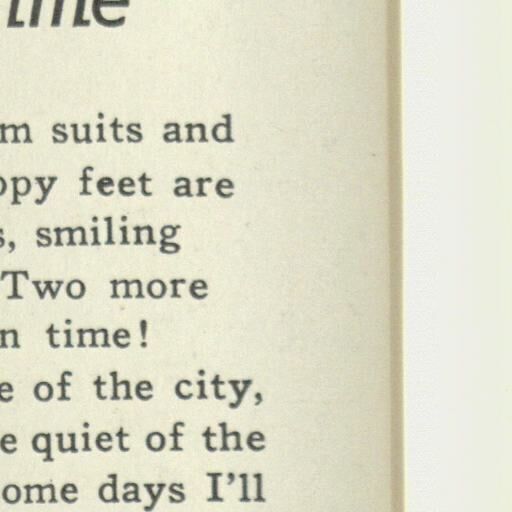 time
m suits and
ppy feet are
s, smiling
Two more
n time!
e of the city,
e quiet of the
ome days I'll